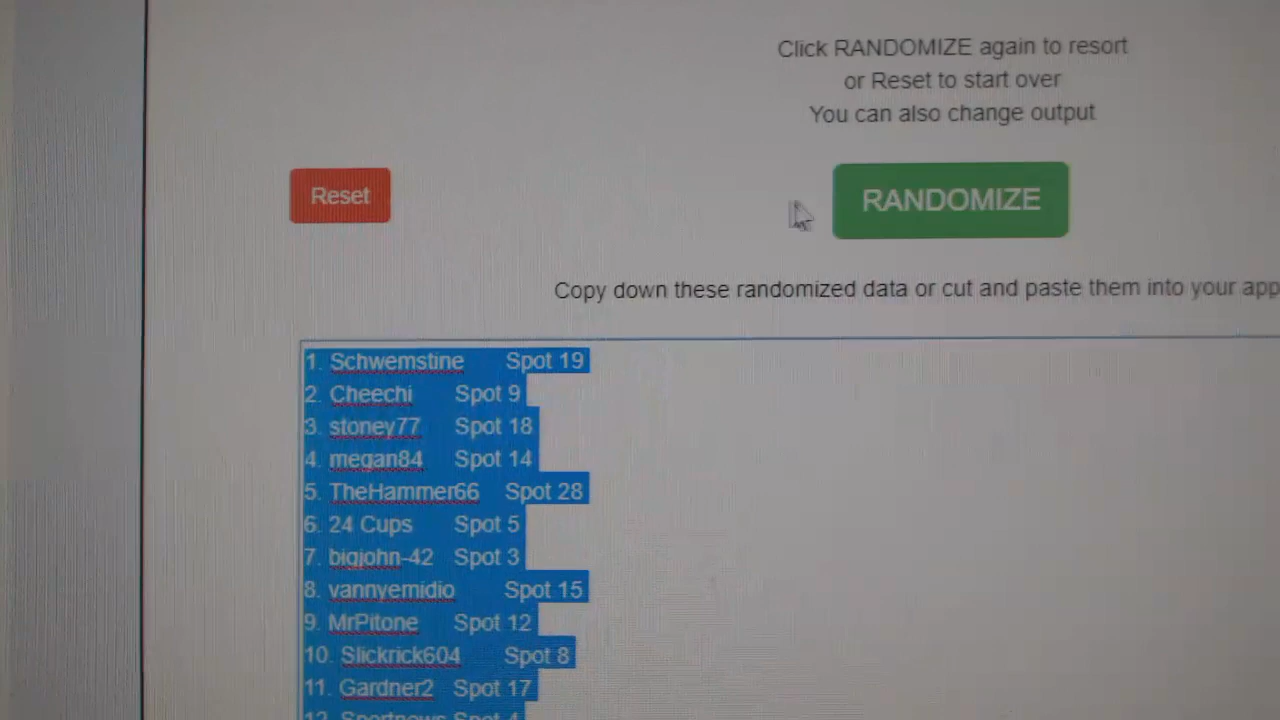 Click RANDOMIZE again to resort
or Reset to start over
You can also change output
Reset
RANDOMIZE
Copy down these randomized data or cut and paste them into your app
1. Schwemstine Spot 19
2. Cheechi Spot 9
3. stoney77 Spot 18
4. megan84 Spot 14
5. TheHammer66 Spot 28
6. 24 Cups Spot 5
7. bigjohn-42 Spot 3
8. vannyemidio Spot 15
9. MrPitone Spot 12
10. Slickrick604 Spot 8
11. Gardner2 Spot 17
12. Sportnows Spot 4